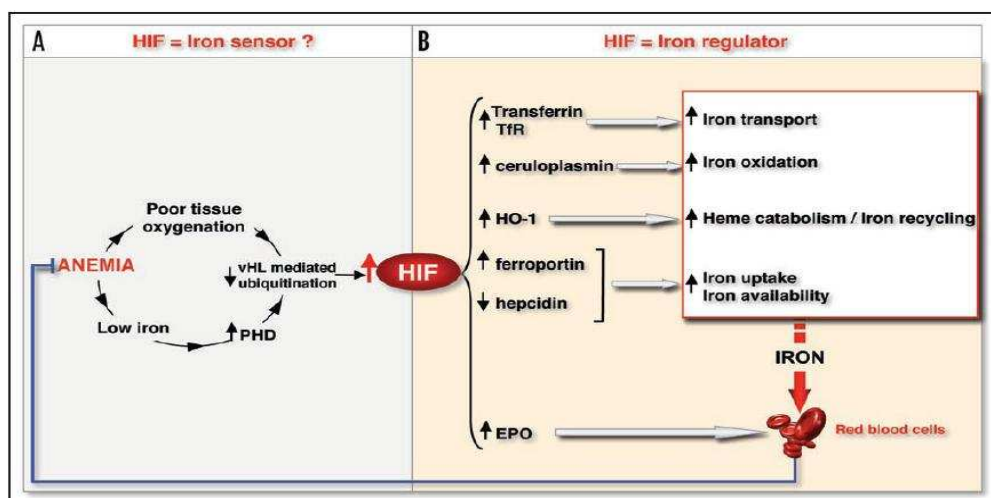 A
HIF = Iron sensor ?
Poor tissue
oxygenation
ANEMIA
vHL mediated
ubiquitination
Low iron
PHD
B
HIF = Iron regulator
HIF
Transferrin
TfR
Iron transport
ceruloplasmin
Iron oxidation
HO-1
Heme catabolism / Iron recycling
ferroportin
hepcidin
Iron uptake
Iron availability
IRON
EPO
Red blood cells